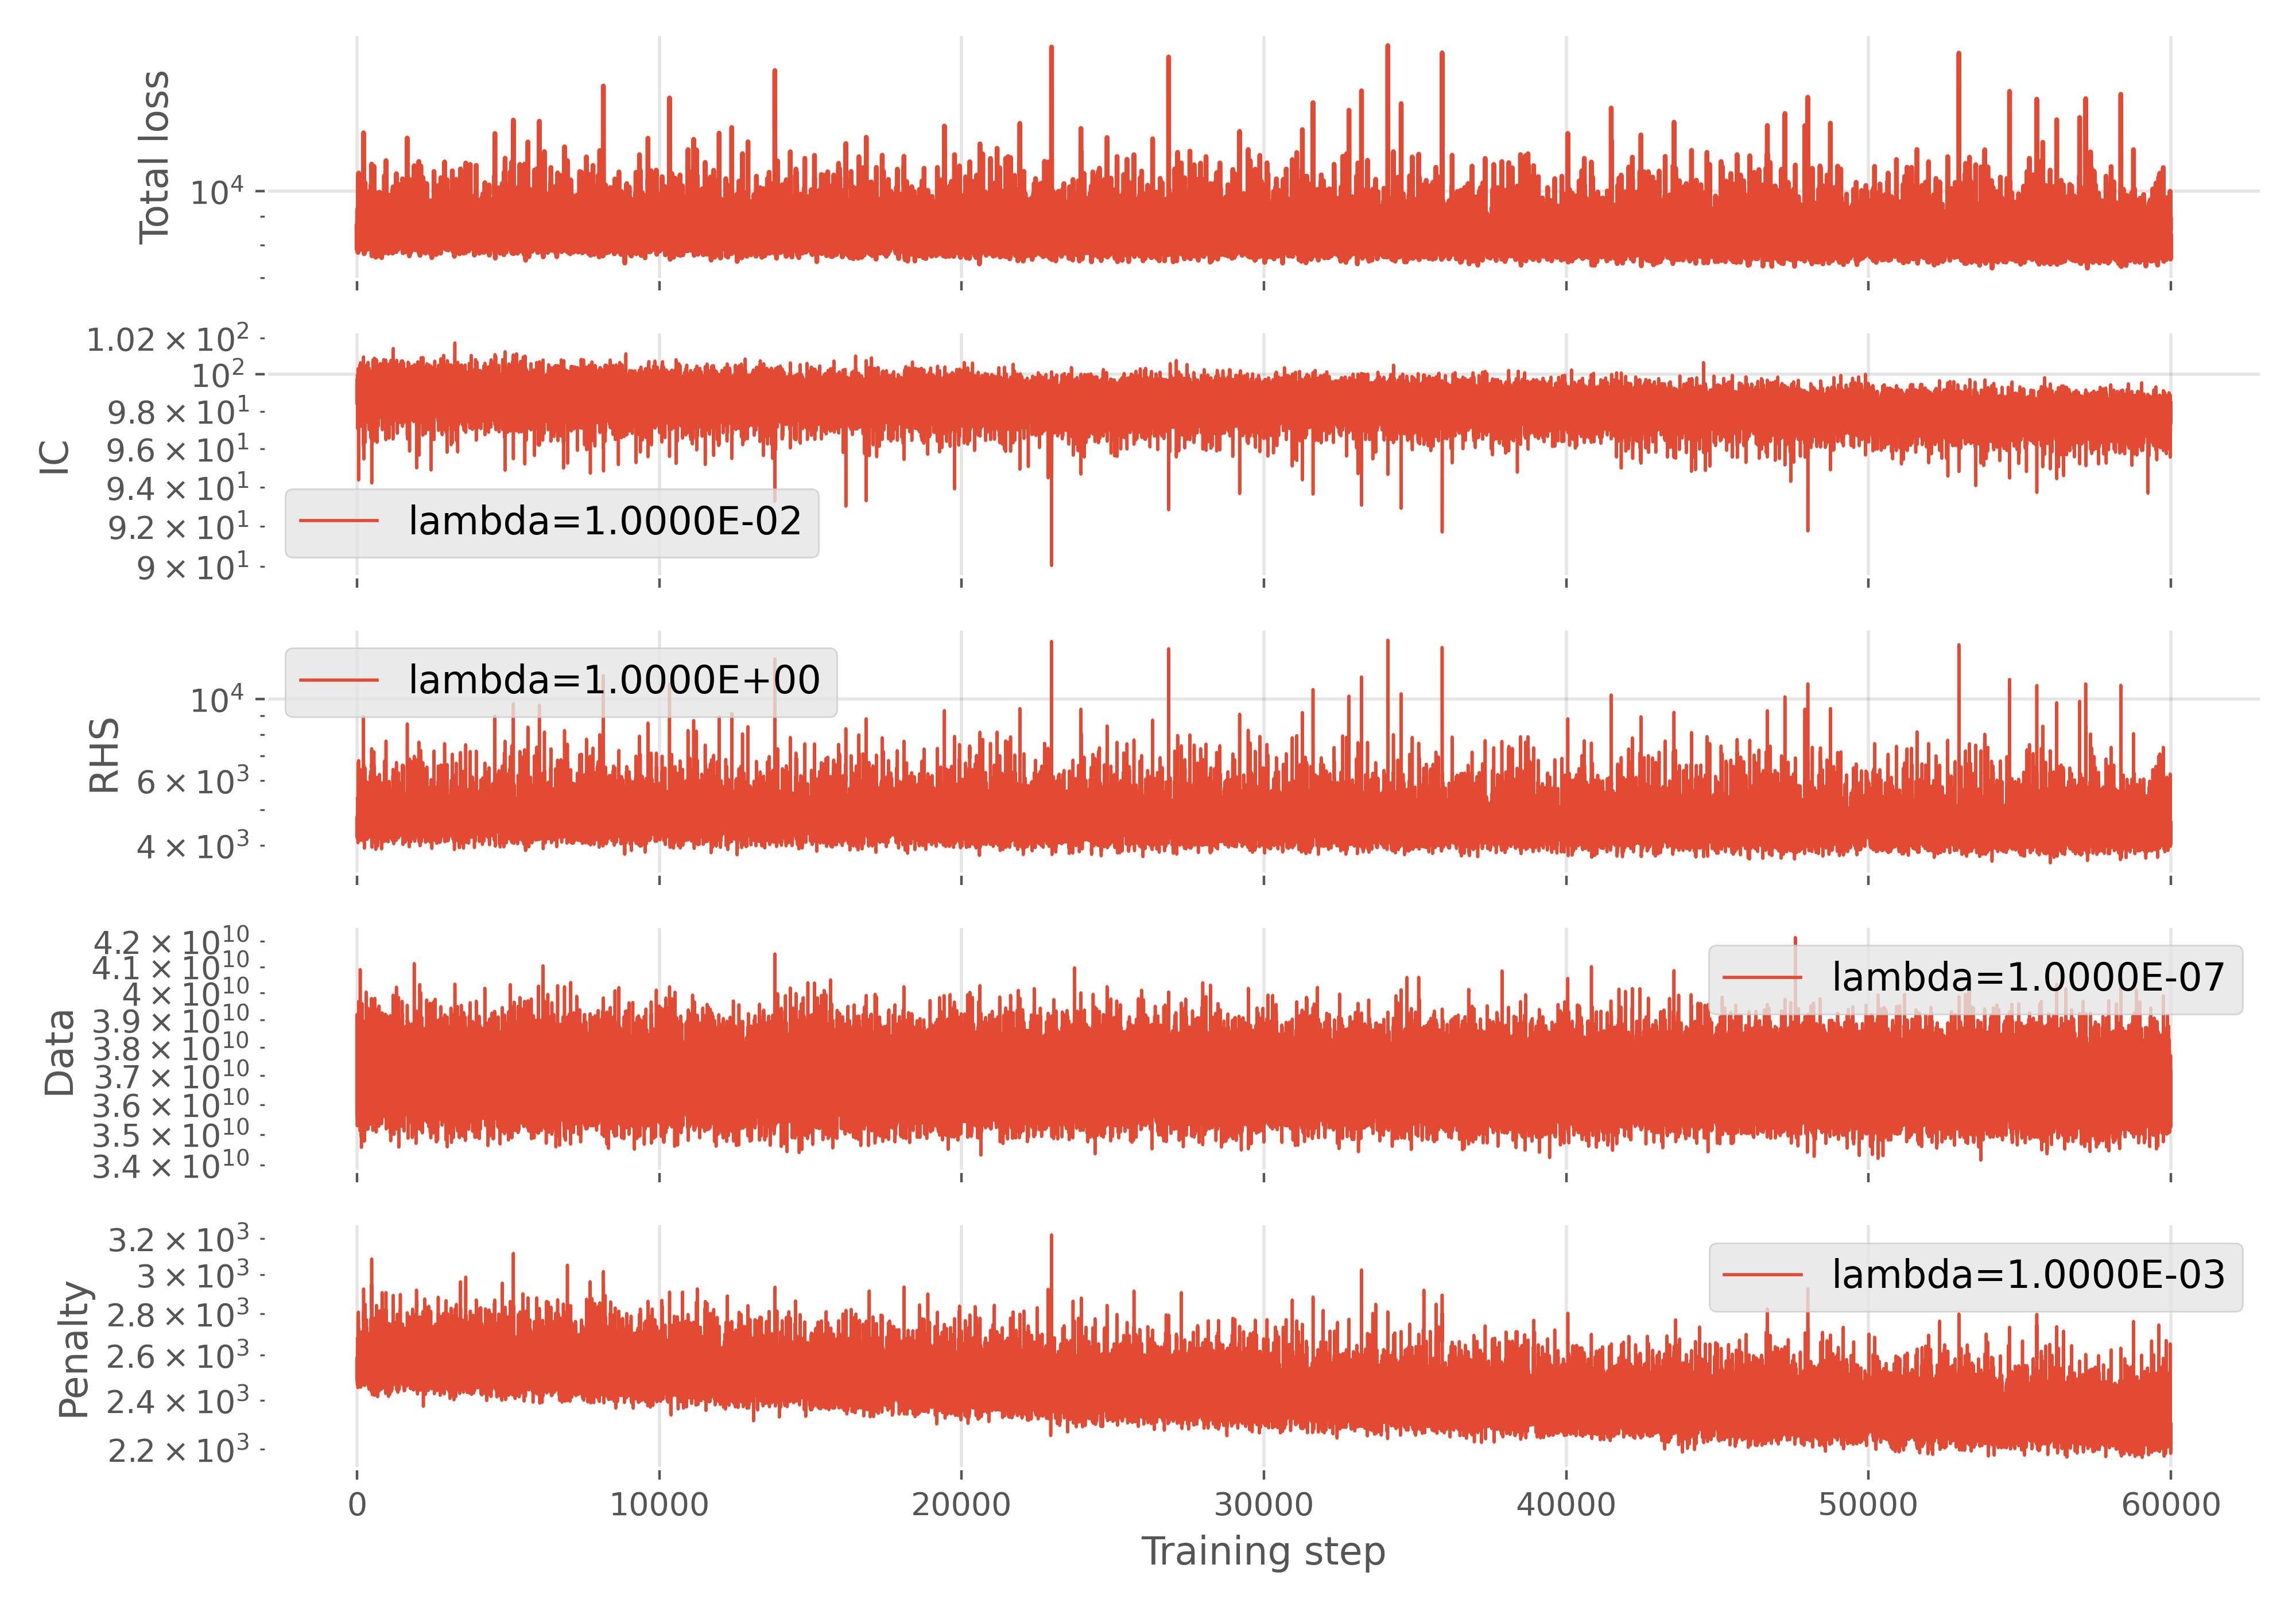 Total loss
10^4
IC
1.02 × 10^2
10^2
9.8 × 10^1
9.6 × 10^1
9.4 × 10^1
9.2 × 10^1
9 × 10^1
lambda=1.0000E-02
RHS
10^4
6 × 10^3
4 × 10^3
lambda=1.0000E+00
Data
4.2 × 10^10
4.1 × 10^10
4 × 10^10
3.9 × 10^10
3.8 × 10^10
3.7 × 10^10
3.6 × 10^10
3.5 × 10^10
3.4 × 10^10
lambda=1.0000E-07
Penalty
3.2 × 10^3
3 × 10^3
2.8 × 10^3
2.6 × 10^3
2.4 × 10^3
2.2 × 10^3
lambda=1.0000E-03
0 10000 20000 30000 40000 50000 60000
Training step